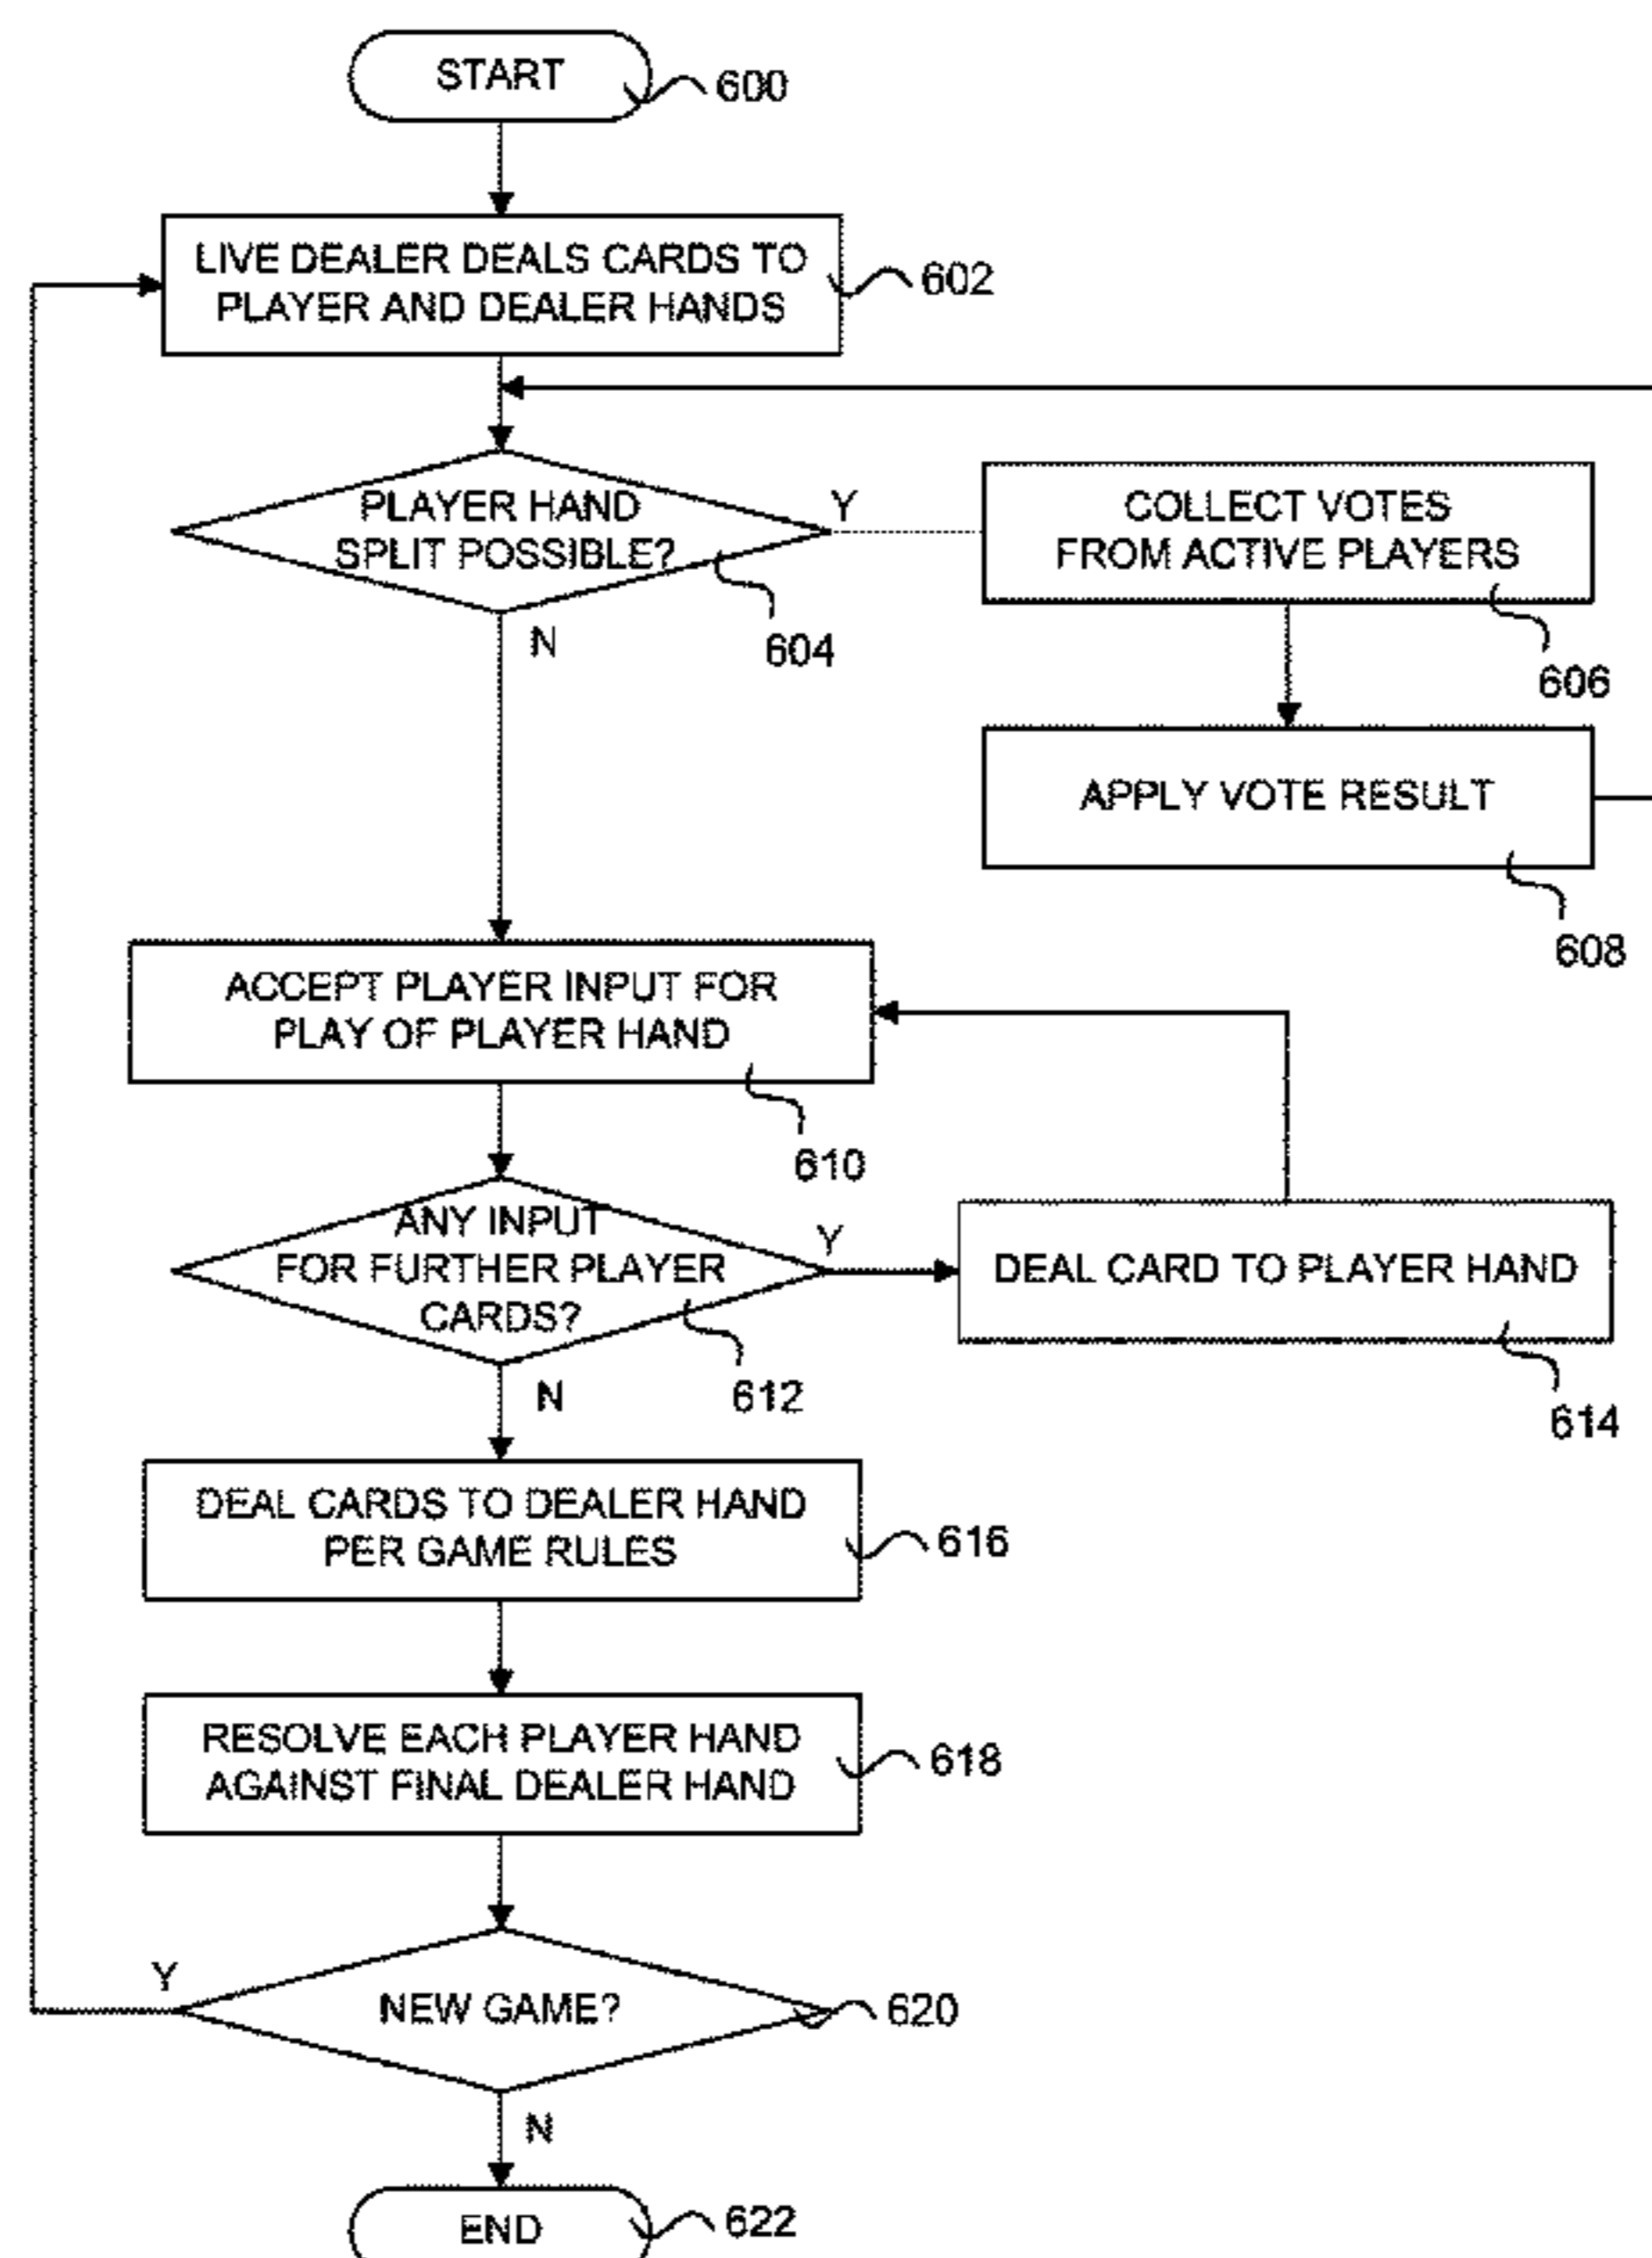 START
600
LIVE DEALER DEALS CARDS TO
PLAYER AND DEALER HANDS
602
PLAYER HAND
SPLIT POSSIBLE?
Y
604
N
COLLECT VOTES
FROM ACTIVE PLAYERS
606
APPLY VOTE RESULT
608
ACCEPT PLAYER INPUT FOR
PLAY OF PLAYER HAND
610
ANY INPUT
FOR FURTHER PLAYER
CARDS?
Y
612
N
DEAL CARD TO PLAYER HAND
614
DEAL CARDS TO DEALER HAND
PER GAME RULES
616
RESOLVE EACH PLAYER HAND
AGAINST FINAL DEALER HAND
618
Y
NEW GAME?
620
N
END
622